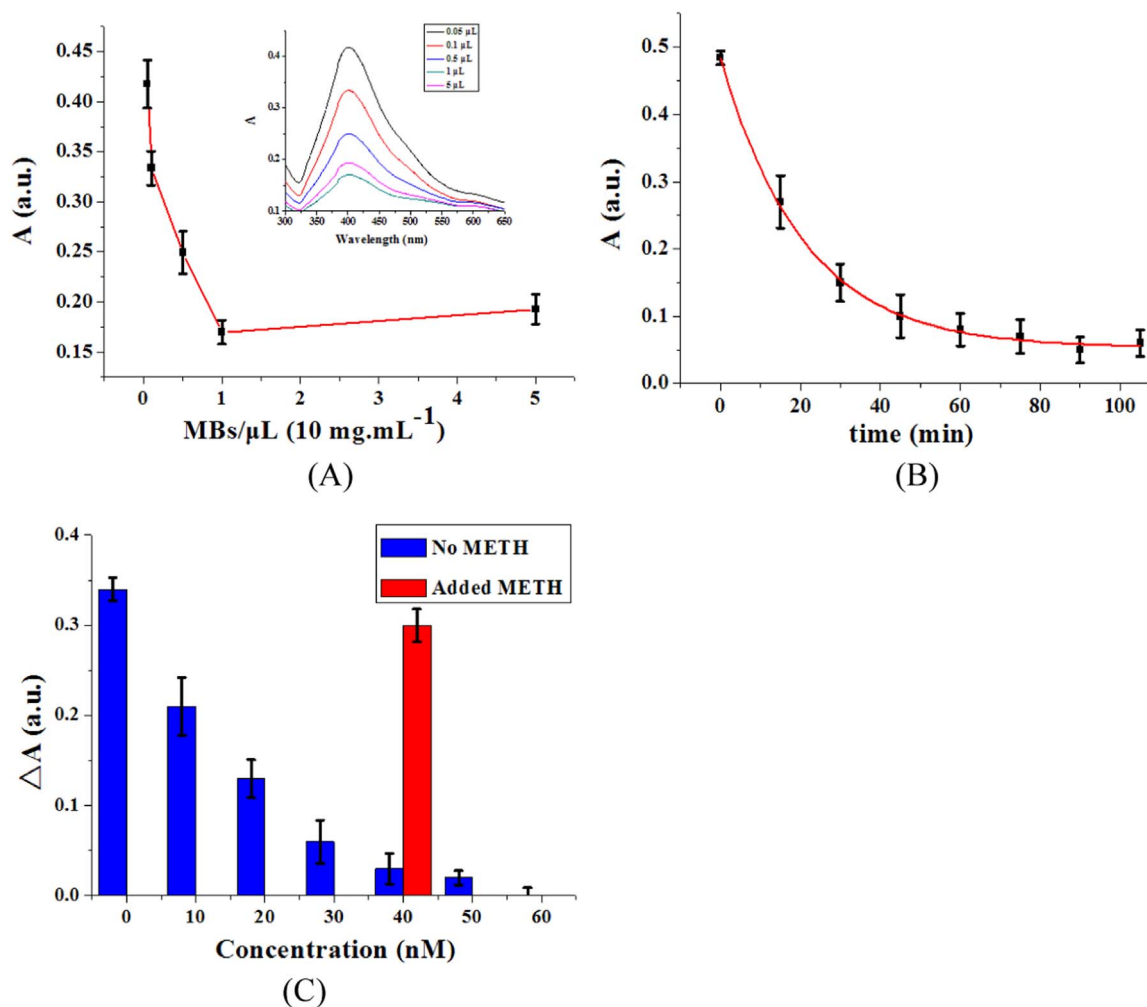 0.05 µL
0.1 µL
0.5 µL
1 µL
5 µL
0.4
0.3
0.2
0.1
A
300 350 400 450 500 550 600 650
Wavelength (nm)
0.45
0.40
0.35
0.30
0.25
0.20
0.15
A (a.u.)
0 1 2 3 4 5
MBs/µL (10 mg.mL⁻¹)
(A)
0.5
0.4
0.3
0.2
0.1
0.0
A (a.u.)
0 20 40 60 80 100
time (min)
(B)
No METH
Added METH
0.4
0.3
0.2
0.1
0.0
△A (a.u.)
0 10 20 30 40 50 60
Concentration (nM)
(C)